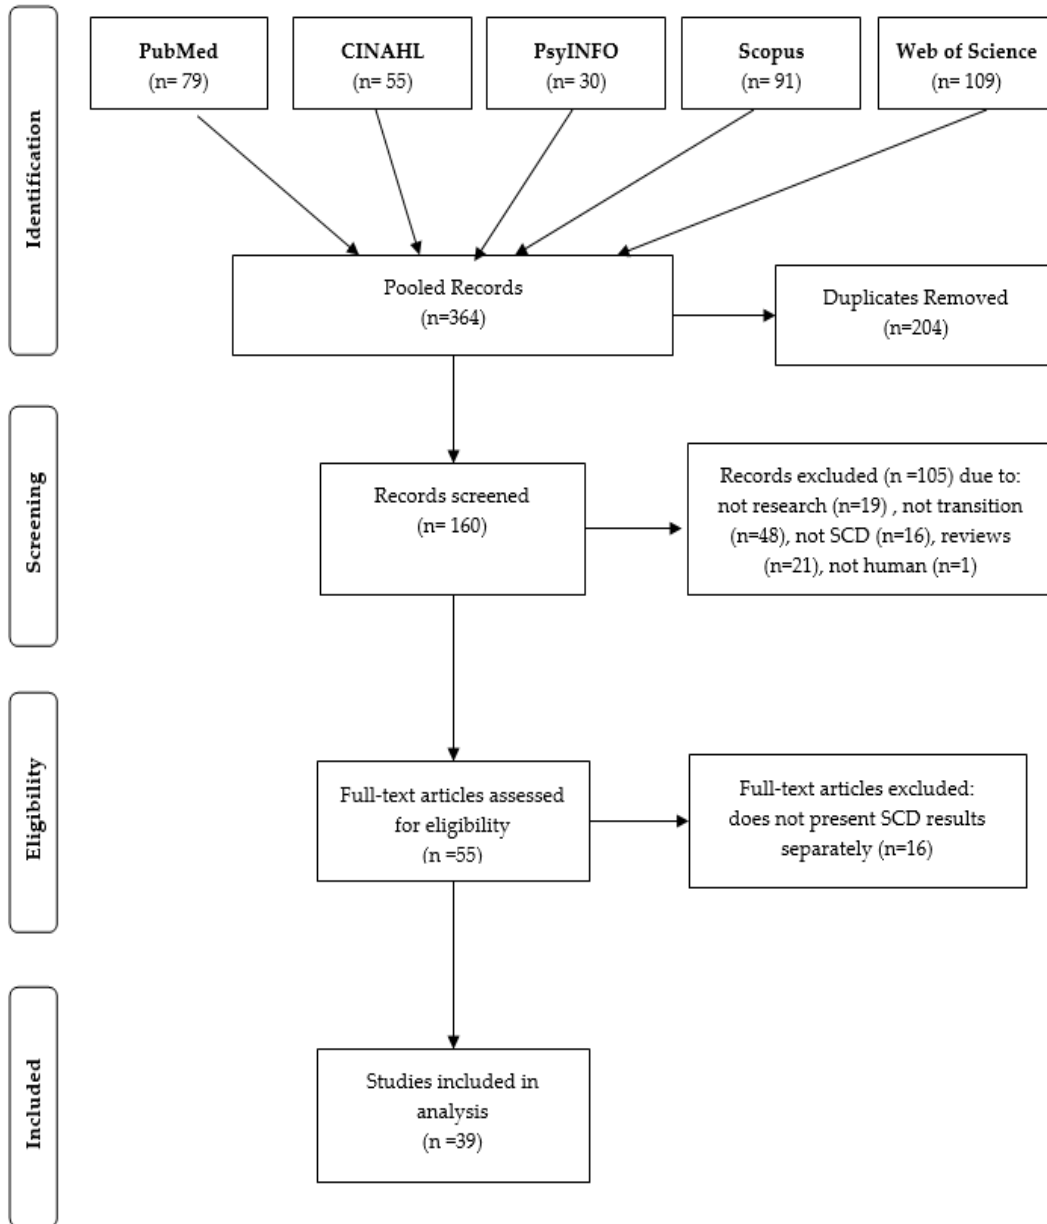 Identification
PubMed
(n= 79)
CINAHL
(n= 55)
PsyINFO
(n= 30)
Scopus
(n= 91)
Web of Science
(n= 109)
Pooled Records
(n=364)
Duplicates Removed
(n=204)
Screening
Records screened
(n= 160)
Records excluded (n =105) due to:
not research (n=19) , not transition
(n=48), not SCD (n=16), reviews
(n=21), not human (n=1)
Eligibility
Full-text articles assessed
for eligibility
(n =55)
Full-text articles excluded:
does not present SCD results
separately (n=16)
Included
Studies included in
analysis
(n =39)